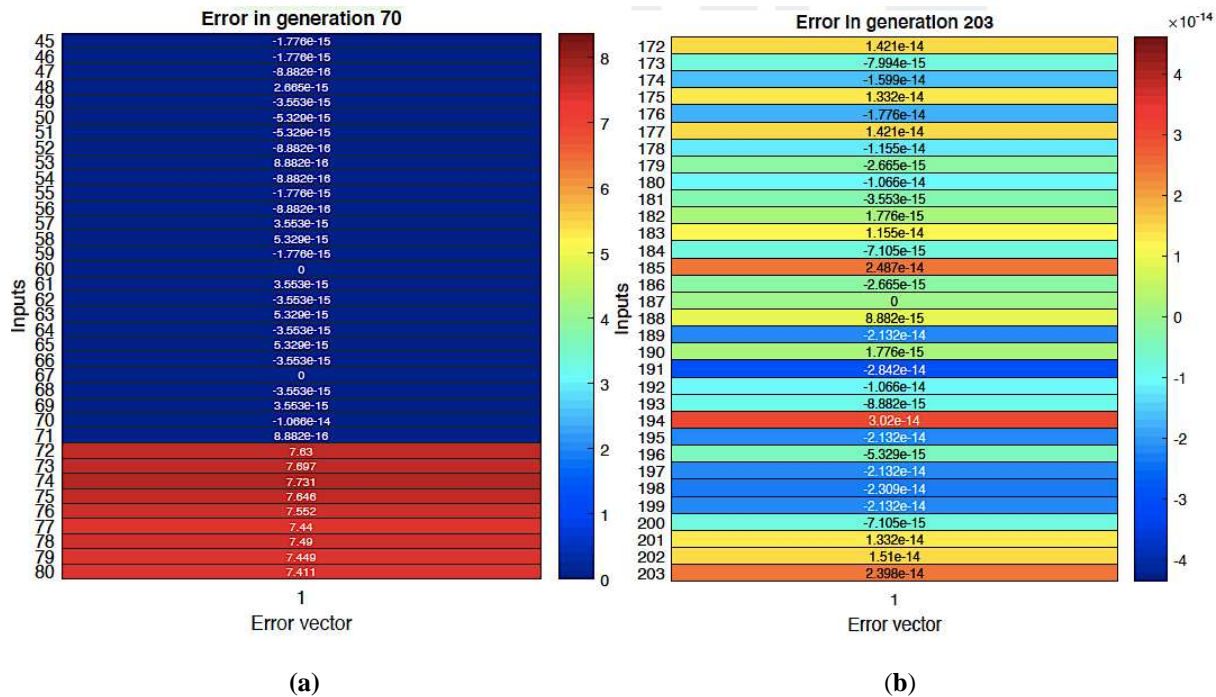 Error in generation 70
45 -1.776e-15
46 -1.776e-15
47 -8.882e-16
48 2.665e-15
49 -3.553e-15
50 -5.329e-15
51 -5.329e-15
52 -8.882e-16
53 8.882e-16
54 -8.882e-16
55 -1.776e-15
56 -8.882e-16
57 3.553e-15
58 5.329e-15
59 -1.776e-15
60 0
61 3.553e-15
62 -3.553e-15
63 5.329e-15
64 -3.553e-15
65 5.329e-15
66 -3.553e-15
67 0
68 -3.553e-15
69 3.553e-15
70 -1.066e-14
71 8.882e-16
72 7.63
73 7.697
74 7.731
75 7.646
76 7.552
77 7.44
78 7.49
79 7.449
80 7.411
Inputs
1
Error vector
8
7
6
5
4
3
2
1
0
(a)
Error in generation 203
172 1.421e-14
173 -7.994e-15
174 -1.599e-14
175 1.332e-14
176 -1.776e-14
177 1.421e-14
178 -1.155e-14
179 -2.665e-15
180 -1.066e-14
181 -3.553e-15
182 1.776e-15
183 1.155e-14
184 -7.105e-15
185 2.487e-14
186 -2.665e-15
187 0
188 8.882e-15
189 -2.132e-14
190 1.776e-15
191 -2.842e-14
192 -1.066e-14
193 -8.882e-15
194 3.02e-14
195 -2.132e-14
196 -5.329e-15
197 -2.132e-14
198 -2.309e-14
199 -2.132e-14
200 -7.105e-15
201 1.332e-14
202 1.51e-14
203 2.398e-14
Inputs
1
Error vector
×10⁻¹⁴
4
3
2
1
0
-1
-2
-3
-4
(b)